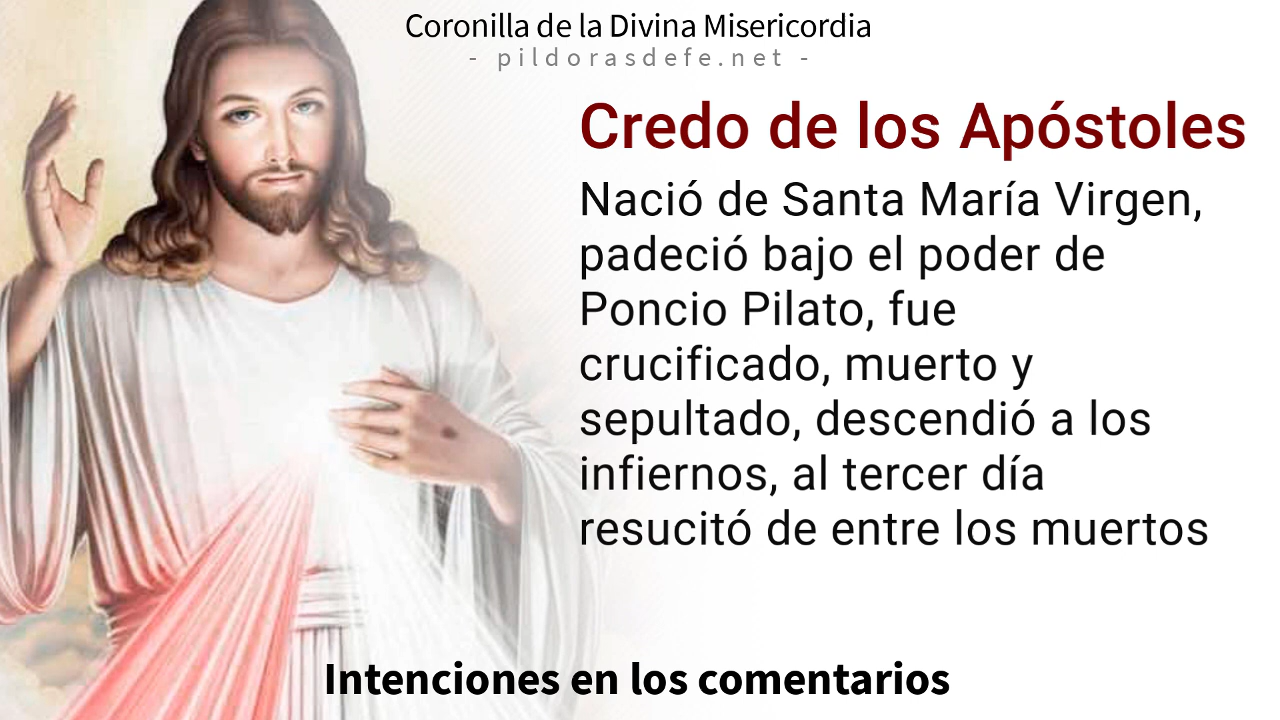 Coronilla de la Divina Misericordia
- pildorasdefe.net -
Credo de los Apóstoles
Nació de Santa María Virgen,
padeció bajo el poder de
Poncio Pilato, fue
crucificado, muerto y
sepultado, descendió a los
infiernos, al tercer día
resucitó de entre los muertos
Intenciones en los comentarios